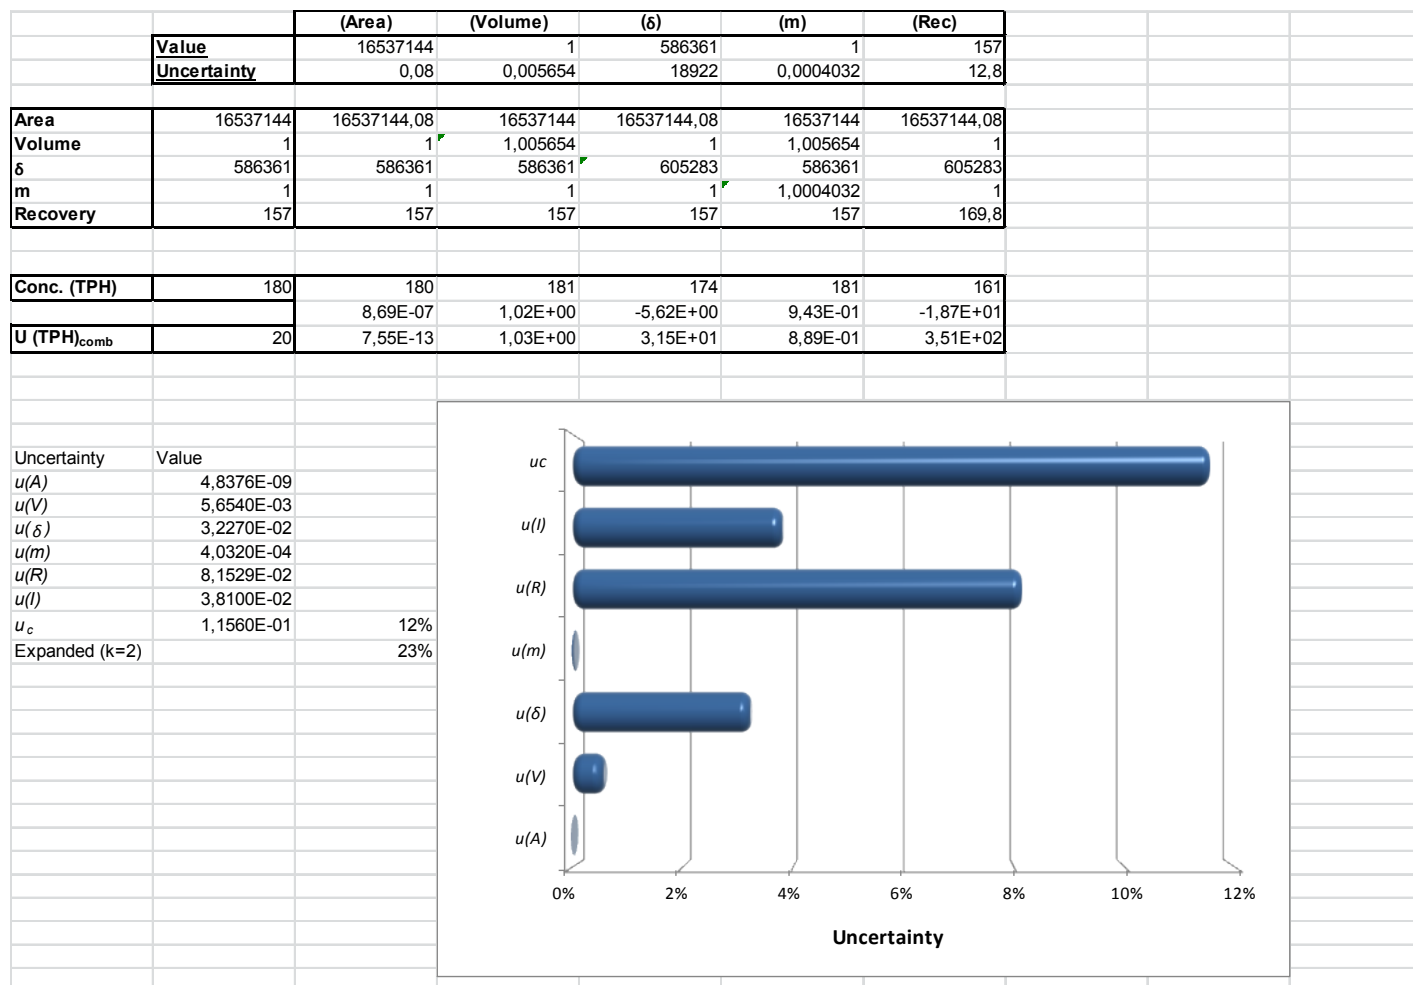 (Area) (Volume) (δ) (m) (Rec)
Value 16537144 1 586361 1 157
Uncertainty 0,08 0,005654 18922 0,0004032 12,8
Area 16537144 16537144,08 16537144 16537144,08 16537144 16537144,08
Volume 1 1 1,005654 1 1,005654 1
δ 586361 586361 586361 605283 586361 605283
m 1 1 1 1 1,0004032 1
Recovery 157 157 157 157 157 169,8
Conc. (TPH) 180 180 181 174 181 161
8,69E-07 1,02E+00 -5,62E+00 9,43E-01 -1,87E+01
U (TPH)comb 20 7,55E-13 1,03E+00 3,15E+01 8,89E-01 3,51E+02
Uncertainty Value
u(A) 4,8376E-09
u(V) 5,6540E-03
u(δ) 3,2270E-02
u(m) 4,0320E-04
u(R) 8,1529E-02
u(I) 3,8100E-02
uc 1,1560E-01 12%
Expanded (k=2) 23%
uc
u(I)
u(R)
u(m)
u(δ)
u(V)
u(A)
0% 2% 4% 6% 8% 10% 12%
Uncertainty